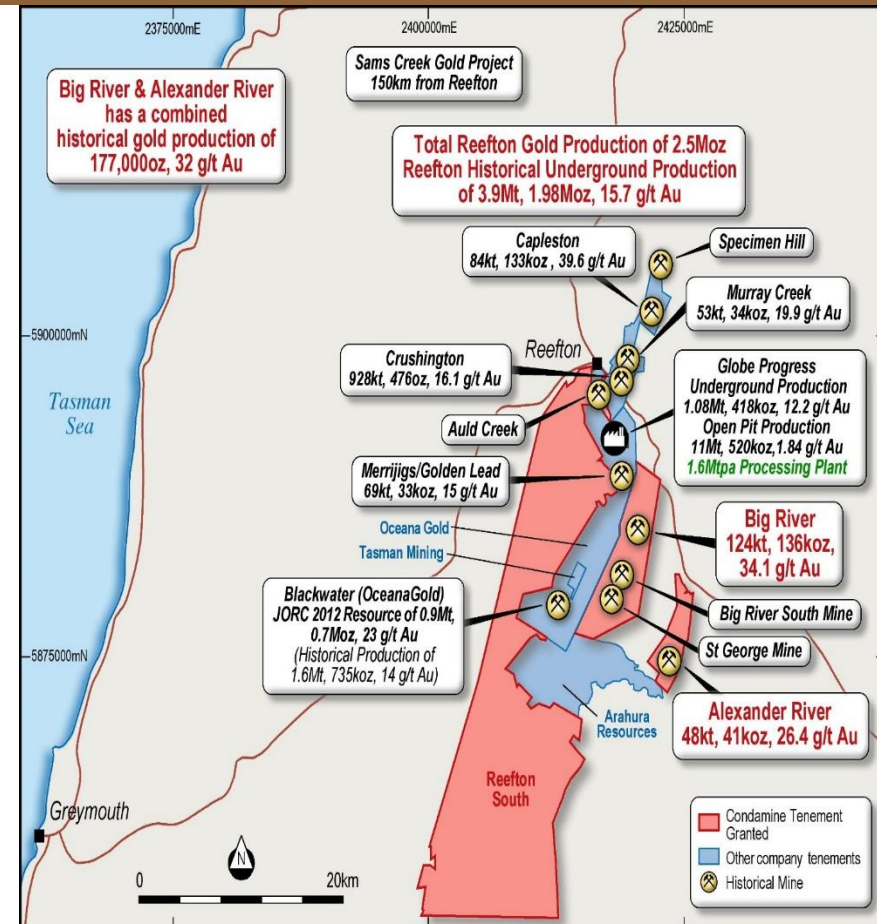 2375000mE
2400000mE
2425000mE
Sams Creek Gold Project
150km from Reefton
Big River & Alexander River
has a combined
historical gold production of
177,000oz, 32 g/t Au
Total Reefton Gold Production of 2.5Moz
Reefton Historical Underground Production
of 3.9Mt, 1.98Moz, 15.7 g/t Au
Capleston
84kt, 133koz , 39.6 g/t Au
Specimen Hill
Murray Creek
53kt, 34koz, 19.9 g/t Au
5900000mN
Reefton
Crushington
928kt, 476oz, 16.1 g/t Au
Globe Progress
Underground Production
1.08Mt, 418koz, 12.2 g/t Au
Open Pit Production
11Mt, 520koz,1.84 g/t Au
1.6Mtpa Processing Plant
Tasman
Sea
Auld Creek
Merrijigs/Golden Lead
69kt, 33koz, 15 g/t Au
Oceana Gold
Tasman Mining
Big River
124kt, 136koz,
34.1 g/t Au
Blackwater (OceanaGold)
JORC 2012 Resource of 0.9Mt,
0.7Moz, 23 g/t Au
(Historical Production of
1.6Mt, 735koz, 14 g/t Au)
Big River South Mine
St George Mine
5875000mN
Arahura
Resources
Alexander River
48kt, 41koz, 26.4 g/t Au
Reefton
South
Greymouth
N
0
20km
Condamine Tenement
Granted
Other company tenements
Historical Mine